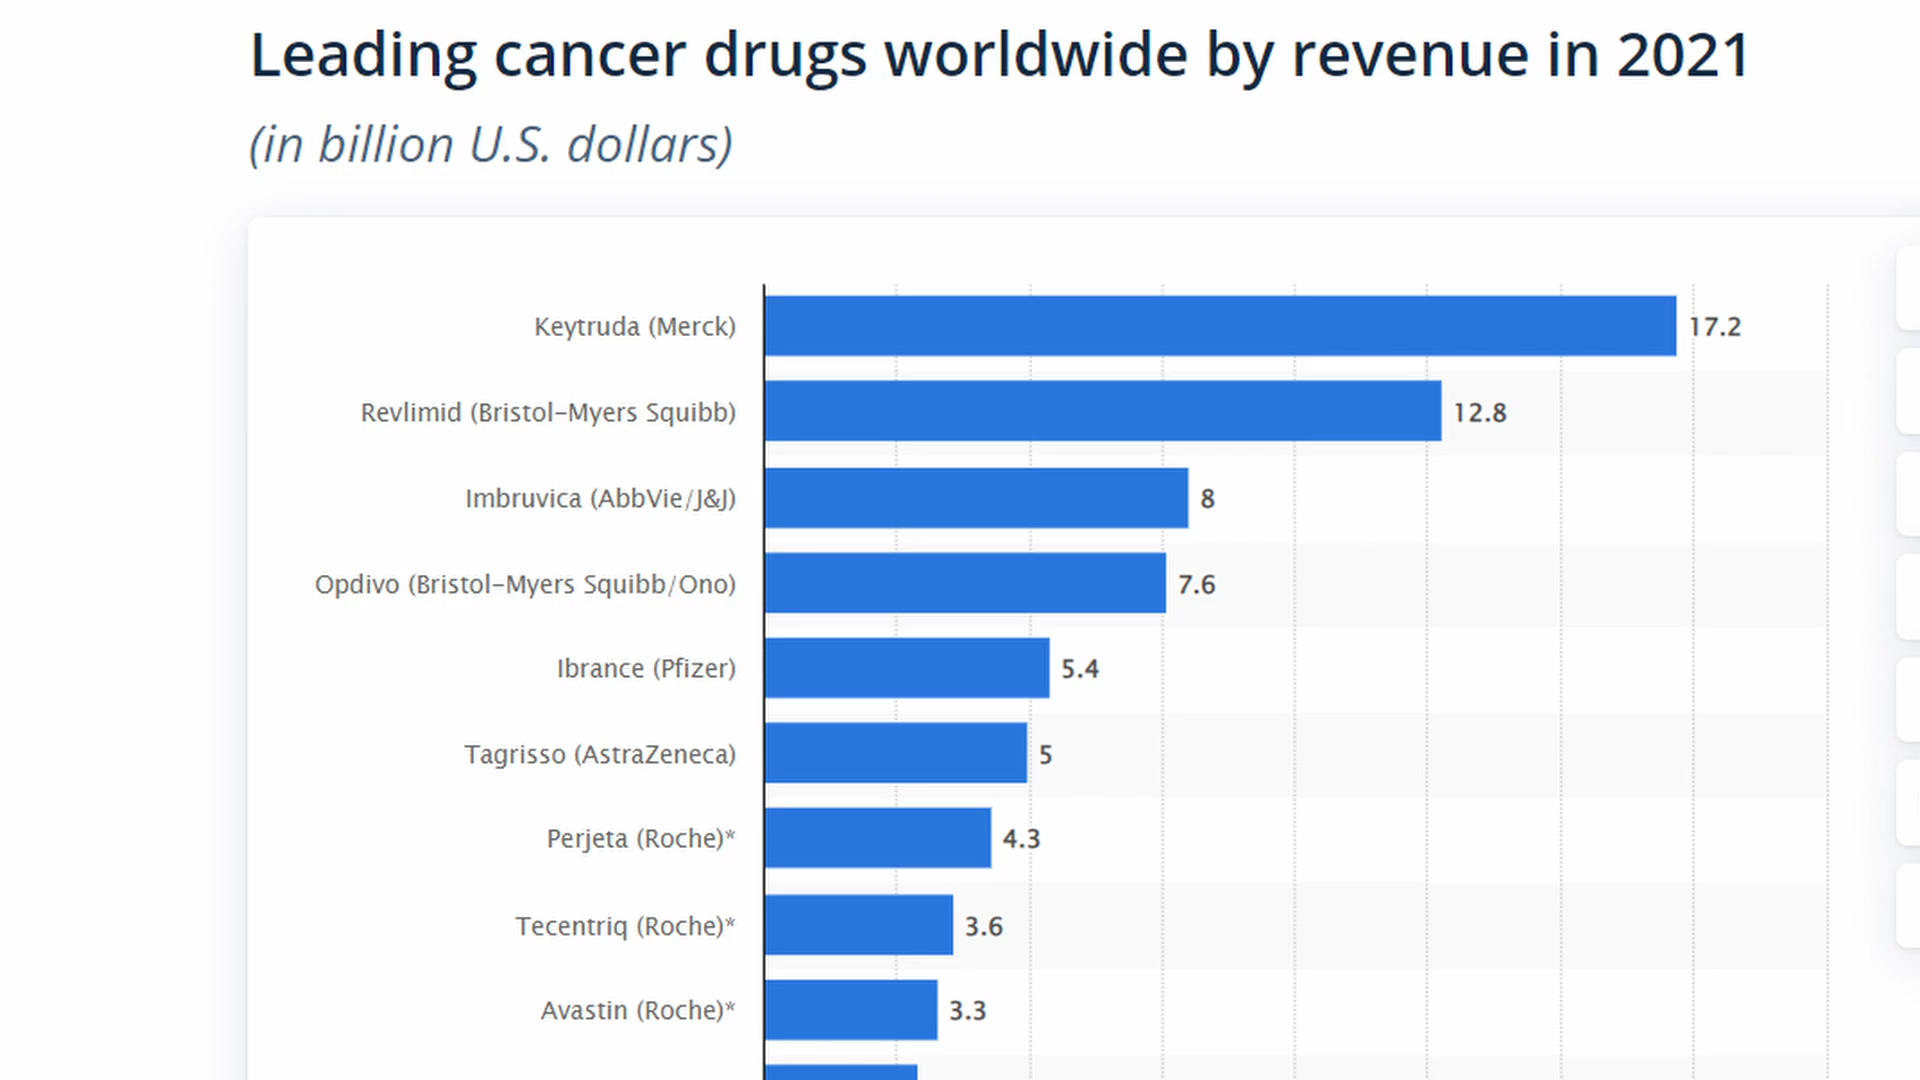 Leading cancer drugs worldwide by revenue in 2021
(in billion U.S. dollars)
Keytruda (Merck) 17.2
Revlimid (Bristol-Myers Squibb) 12.8
Imbruvica (AbbVie/J&J) 8
Opdivo (Bristol-Myers Squibb/Ono) 7.6
Ibrance (Pfizer) 5.4
Tagrisso (AstraZeneca) 5
Perjeta (Roche)* 4.3
Tecentriq (Roche)* 3.6
Avastin (Roche)* 3.3